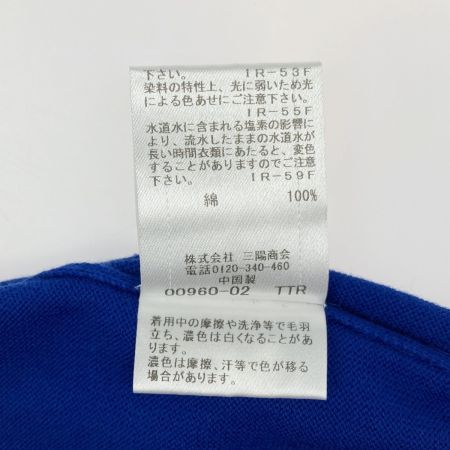 下さい。 IR-53F
染料の特性上、光に弱いため光
による色あせにご注意下さい。
IR-55F
水道水に含まれる塩素の影響に
より、流水したままの水道水が
長い時間衣類にあたると、変色
することがありますのでご注意
下さい。 IR-59F
綿 100%
株式会社 三陽商会
電話0120-340-460
中国製
00960-02 TTR
着用中の摩擦や洗浄等で毛羽
立ち、濃色は白くなることがあ
ります。
濃色は摩擦、汗等で色が移る
場合があります。